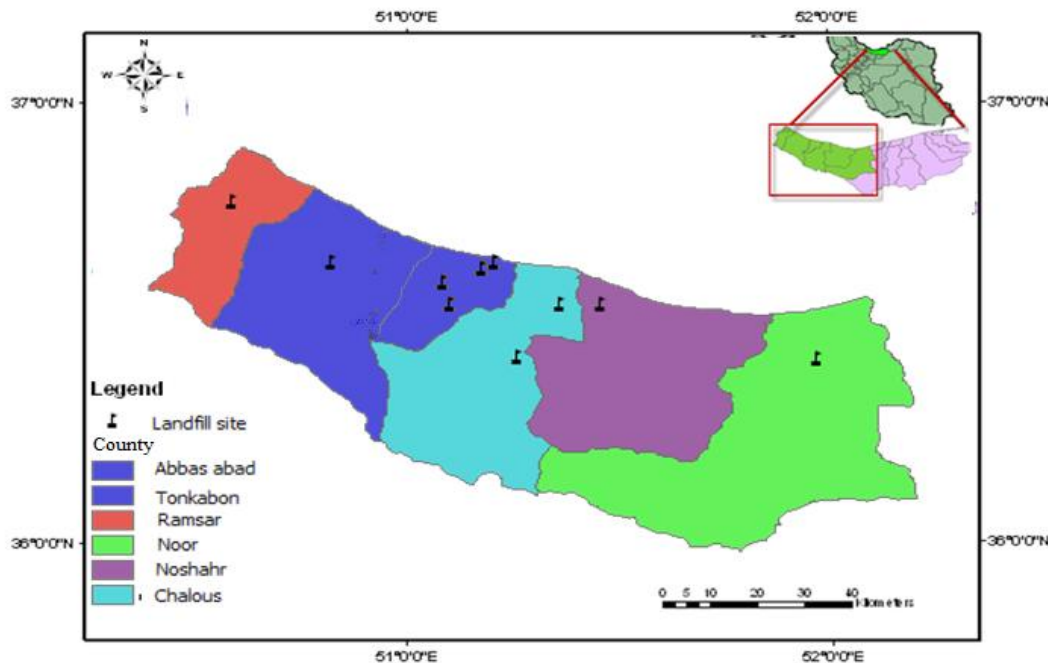 51°0'0"E
52°0'0"E
N
W
E
S
37°0'0"N
37°0'0"N
Legend
Landfill site
County
Abbas abad
Tonkabon
Ramsar
Noor
Noshahr
Chalous
36°0'0"N
36°0'0"N
0 5 10 20 30 40
kilometers
51°0'0"E
52°0'0"E